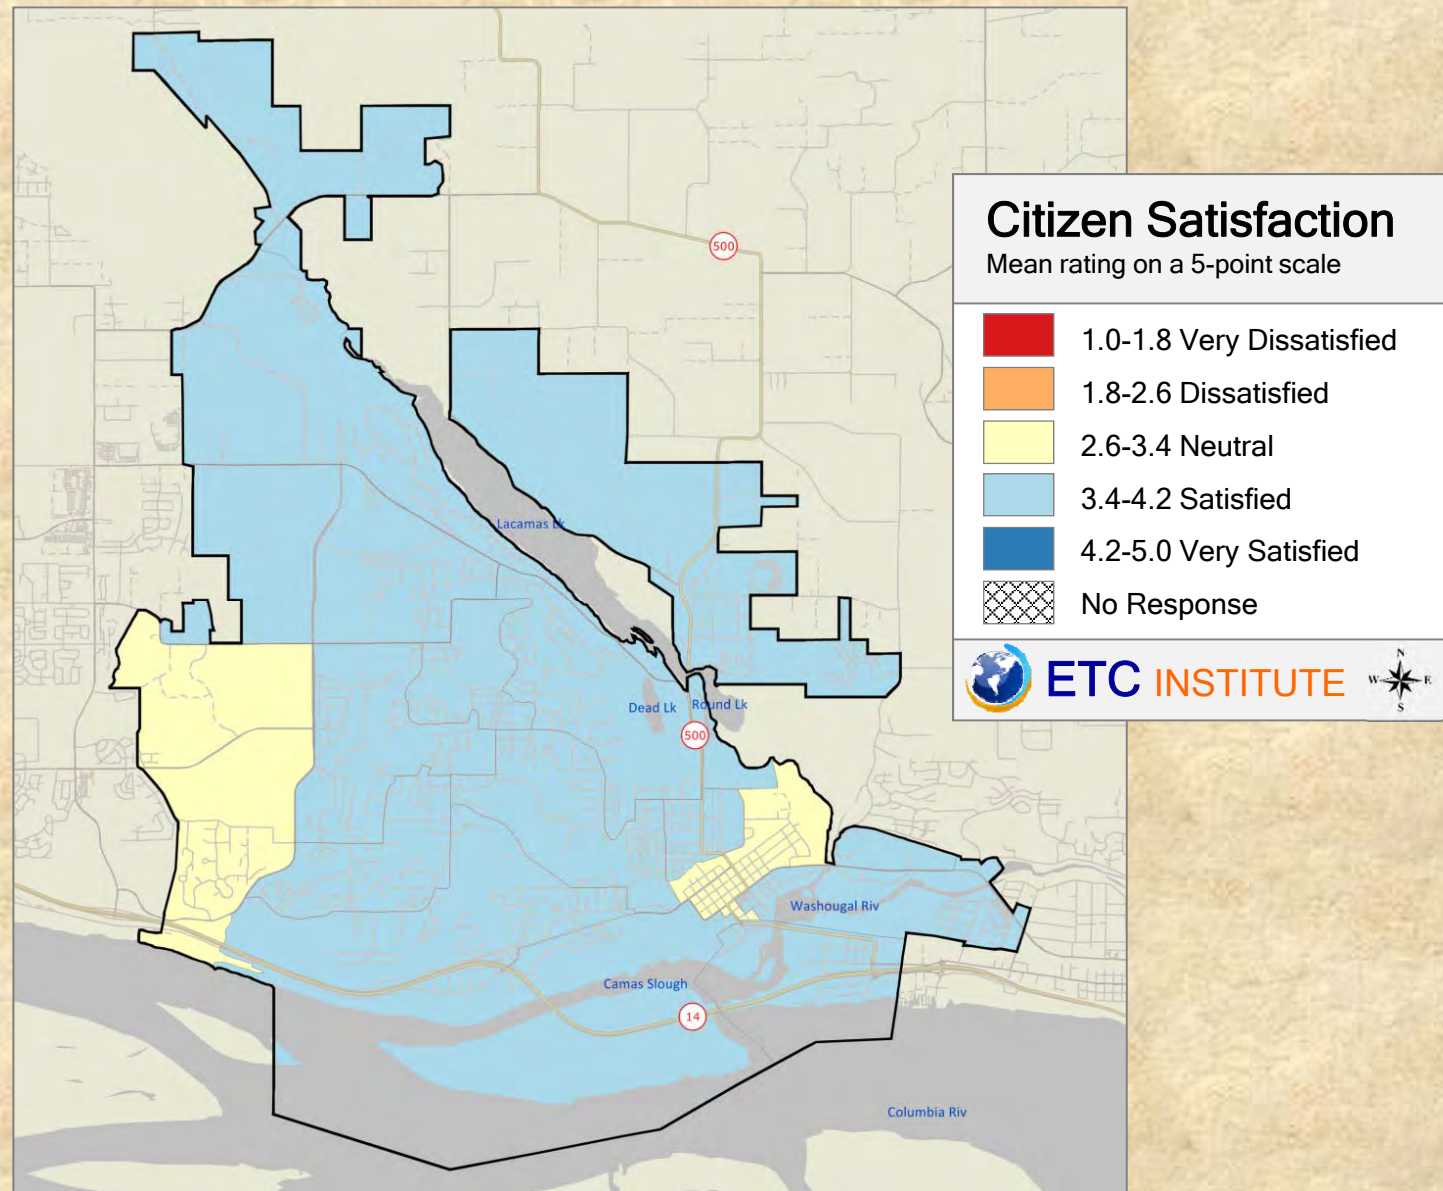 500
Citizen Satisfaction
Mean rating on a 5-point scale
1.0-1.8 Very Dissatisfied
1.8-2.6 Dissatisfied
2.6-3.4 Neutral
3.4-4.2 Satisfied
4.2-5.0 Very Satisfied
No Response
ETC INSTITUTE
N
W E
S
Lacamas Lk
Dead Lk
Round Lk
500
Washougal Riv
Camas Slough
14
Columbia Riv